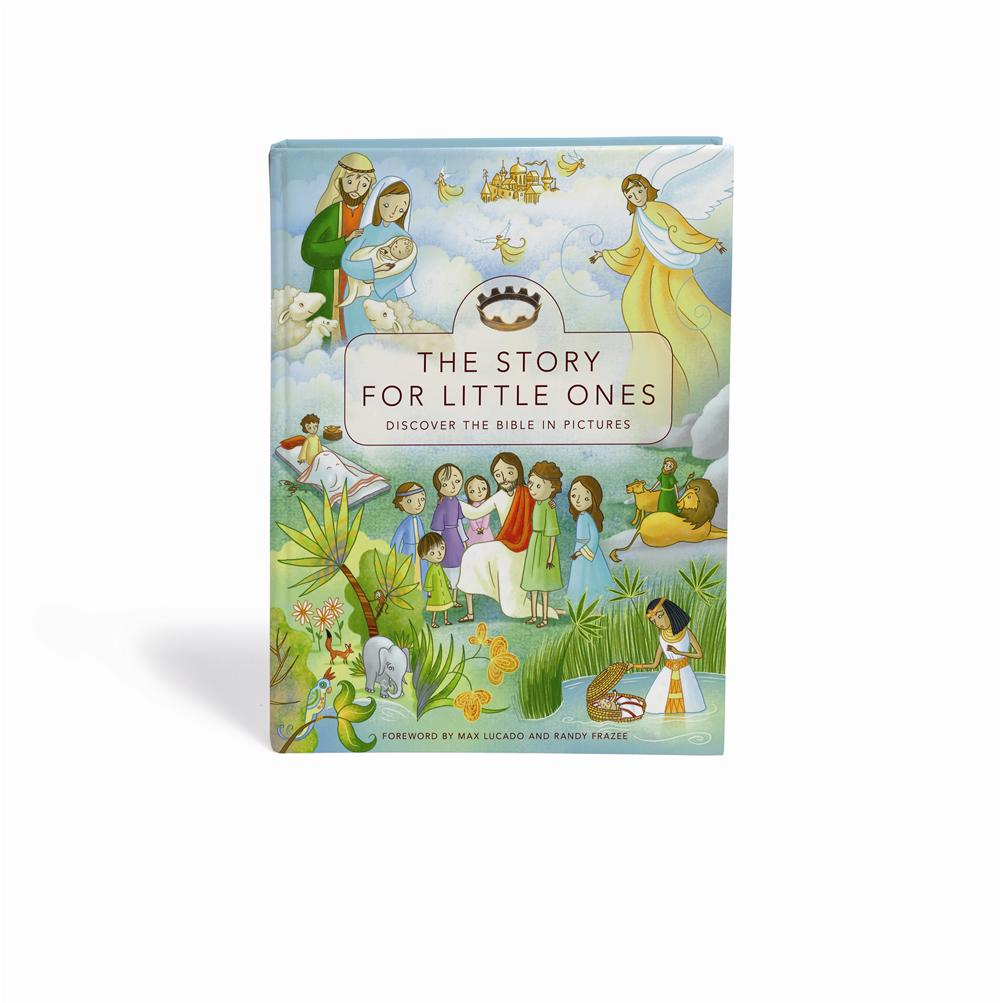 THE STORY
FOR LITTLE ONES
DISCOVER THE BIBLE IN PICTURES
FOREWORD BY MAX LUCADO AND RANDY FRAZEE